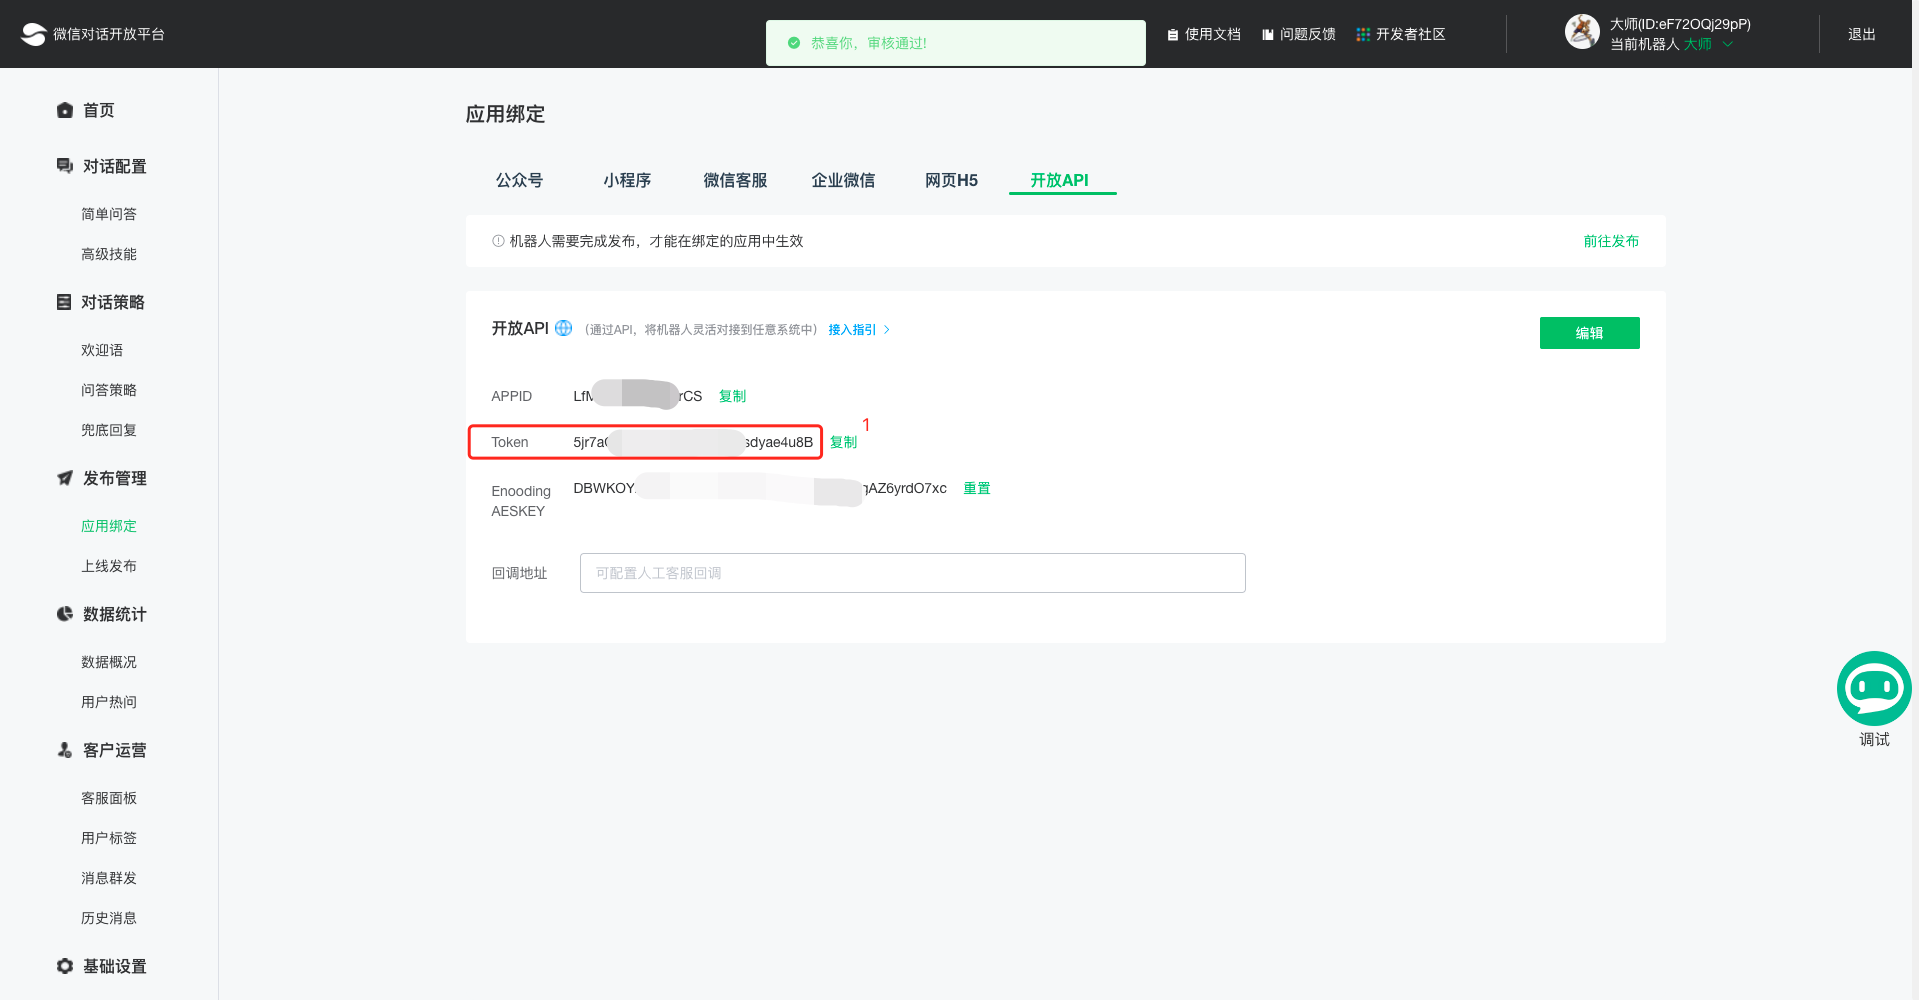 微信对话开放平台
恭喜你，审核通过!
使用文档
问题反馈
开发者社区
大师(ID:eF72OQj29pP)
当前机器人 大师
退出
首页
对话配置
简单问答
高级技能
对话策略
欢迎语
问答策略
兜底回复
发布管理
应用绑定
上线发布
数据统计
数据概况
用户热问
客户运营
客服面板
用户标签
消息群发
历史消息
基础设置
应用绑定
公众号 小程序 微信客服 企业微信 网页H5 开放API
机器人需要完成发布，才能在绑定的应用中生效 前往发布
开放API （通过API，将机器人灵活对接到任意系统中） 接入指引
编辑
APPID Lf rCS 复制
1
Token 5jr7a sdyae4u8B 复制
Enooding AESKEY
DBWKOY AZ6yrdO7xc 重置
回调地址 可配置人工客服回调
调试